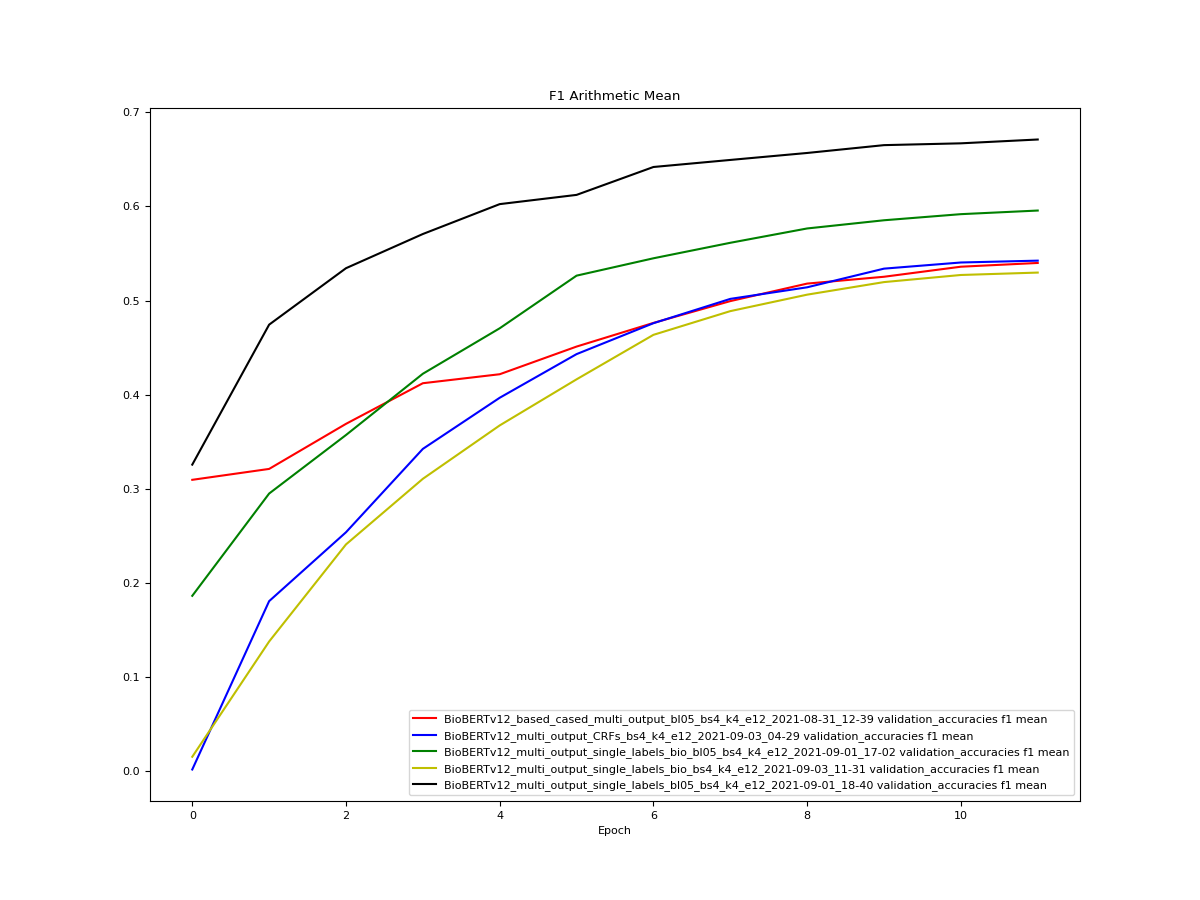 F1 Arithmetic Mean
0.7
0.6
0.5
0.4
0.3
0.2
0.1
0.0
BioBERTv12_based_cased_multi_output_bl05_bs4_k4_e12_2021-08-31_12-39 validation_accuracies f1 mean
BioBERTv12_multi_output_CRFs_bs4_k4_e12_2021-09-03_04-29 validation_accuracies f1 mean
BioBERTv12_multi_output_single_labels_bio_bl05_bs4_k4_e12_2021-09-01_17-02 validation_accuracies f1 mean
BioBERTv12_multi_output_single_labels_bio_bs4_k4_e12_2021-09-03_11-31 validation_accuracies f1 mean
BioBERTv12_multi_output_single_labels_bl05_bs4_k4_e12_2021-09-01_18-40 validation_accuracies f1 mean
0 2 4 6 8 10
Epoch